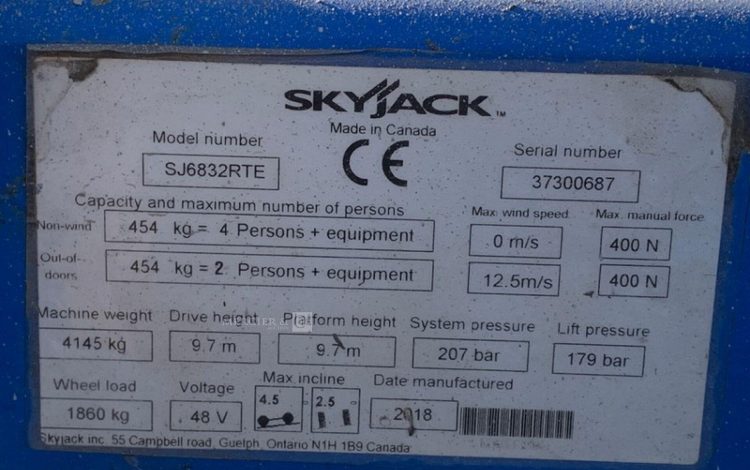 SKYJACK™
Made in Canada
Model number
SJ6832RTE
CE
Serial number
37300687
Capacity and maximum number of persons
Non-wind 454 kg = 4 Persons + equipment
Max. wind speed Max. manual force
0 m/s 400 N
Out-of-doors 454 kg = 2 Persons + equipment
12.5m/s 400 N
Machine weight Drive height Platform height System pressure Lift pressure
4145 kg 9.7 m 9.7 m 207 bar 179 bar
Wheel load Voltage Max incline Date manufactured
1860 kg 48 V 4.5 2.5 2018
Skyjack inc. 55 Campbell road, Guelph, Ontario N1H 1B9 Canada